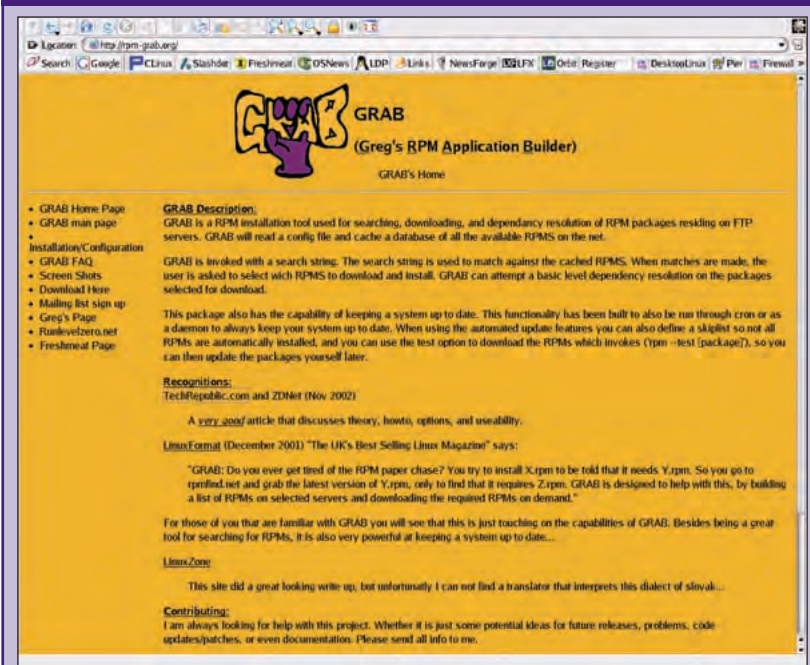 Location: http://rpm-grab.org/
Search Google PCLinux Slashdot Freshmeat OSNews LDP Links NewsForge LFX Orbit Register DesktopLinux Firewall
GRAB
GRAB
(Greg's RPM Application Builder)
GRAB's Home
• GRAB Home Page
• GRAB man page
•
Installation/Configuration
• GRAB FAQ
• Screen Shots
• Download Here
• Mailing list sign up
• Greg's Page
• Runlevelzero.net
• Freshmeat Page
GRAB Description:
GRAB is a RPM installation tool used for searching, downloading, and dependancy resolution of RPM packages residing on FTP
servers. GRAB will read a config file and cache a database of all the available RPMS on the net.
GRAB is invoked with a search string. The search string is used to match against the cached RPMS. When matches are made, the
user is asked to select wich RPMS to download and install. GRAB can attempt a basic level dependency resolution on the packages
selected for download.
This package also has the capability of keeping a system up to date. This functionality has been built to also be run through cron or as
a daemon to always keep your system up to date. When using the automated update features you can also define a skiplist so not all
RPMs are automatically installed, and you can use the test option to download the RPMs which invokes ('rpm --test [package]'), so you
can then update the packages yourself later.
Recognitions:
TechRepublic.com and ZDNet (Nov 2002)
A very good article that discusses theory, howto, options, and useability.
LinuxFormat (December 2001) "The UK's Best Selling Linux Magazine" says:
"GRAB: Do you ever get tired of the RPM paper chase? You try to install X.rpm to be told that it needs Y.rpm. So you go to
rpmfind.net and grab the latest version of Y.rpm, only to find that it requires Z.rpm. GRAB is designed to help with this, by building
a list of RPMs on selected servers and downloading the required RPMs on demand."
For those of you that are familiar with GRAB you will see that this is just touching on the capabilities of GRAB. Besides being a great
tool for searching for RPMs, it is also very powerful at keeping a system up to date...
LinuxZone
This site did a great looking write up, but unfortunatly I can not find a translator that interprets this dialect of slovak...
Contributing:
I am always looking for help with this project. Whether it is just some potential ideas for future releases, problems, code
updates/patches, or even documentation. Please send all info to me.